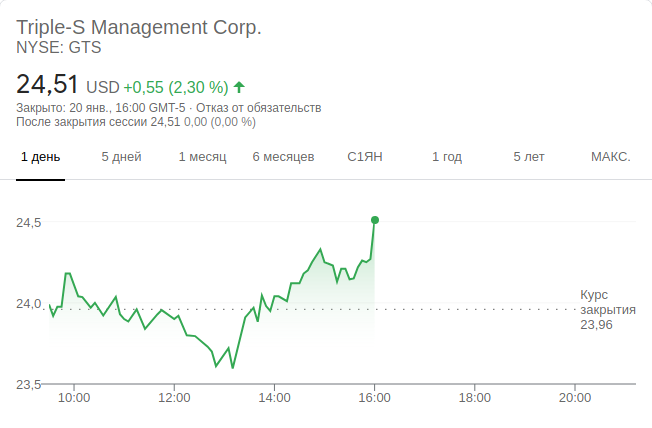 Triple-S Management Corp.
NYSE: GTS
24,51 USD +0,55 (2,30 %)
Закрыто: 20 янв., 16:00 GMT-5 · Отказ от обязательств
После закрытия сессии 24,51 0,00 (0,00 %)
1 день 5 дней 1 месяц 6 месяцев С1ЯН 1 год 5 лет МАКС.
24,5
24,0
Курс
закрытия
23,96
23,5
10:00 12:00 14:00 16:00 18:00 20:00